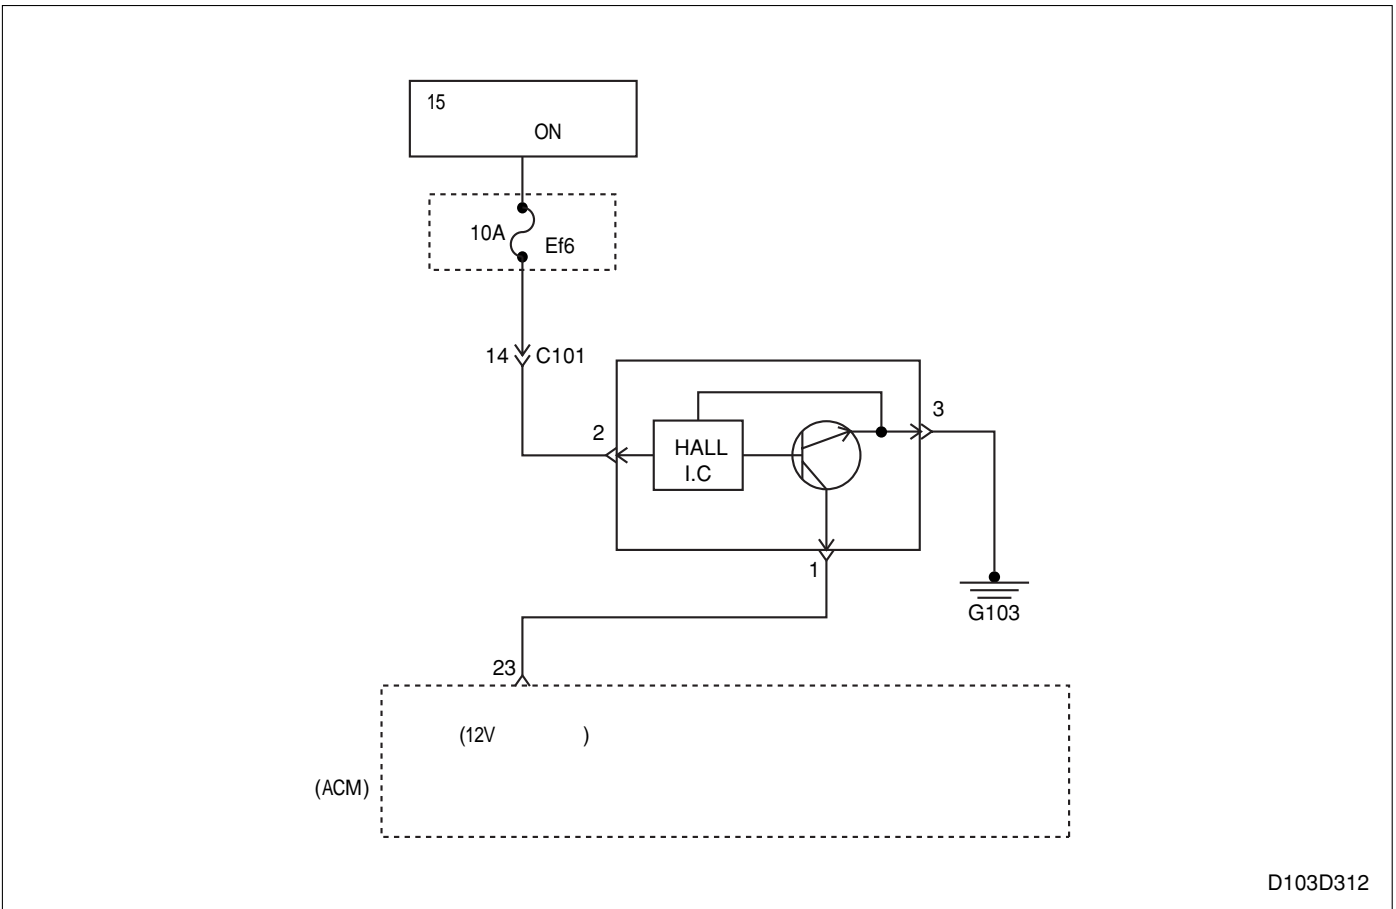 15
ON
10A
Ef6
14
C101
2
HALL
I.C
3
1
G103
23
(12V )
(ACM)
D103D312